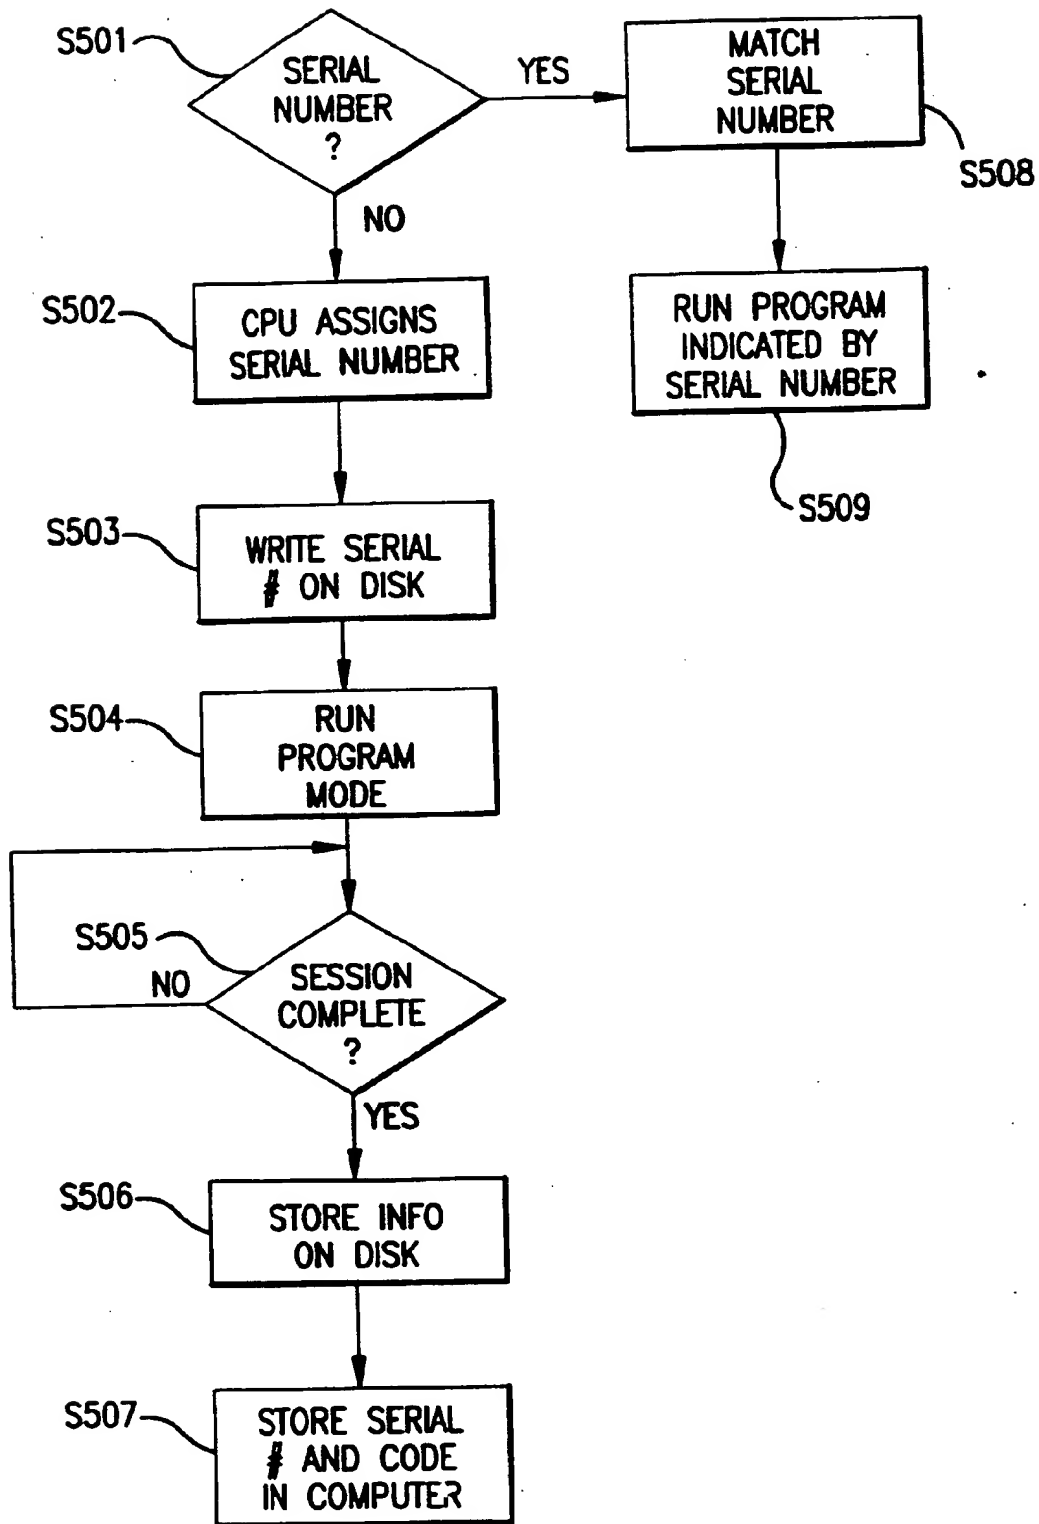 S501
SERIAL
NUMBER
?
YES
MATCH
SERIAL
NUMBER
S508
NO
S502
CPU ASSIGNS
SERIAL NUMBER
RUN PROGRAM
INDICATED BY
SERIAL NUMBER
S509
S503
WRITE SERIAL
# ON DISK
S504
RUN
PROGRAM
MODE
S505
NO
SESSION
COMPLETE
?
YES
S506
STORE INFO
ON DISK
S507
STORE SERIAL
# AND CODE
IN COMPUTER